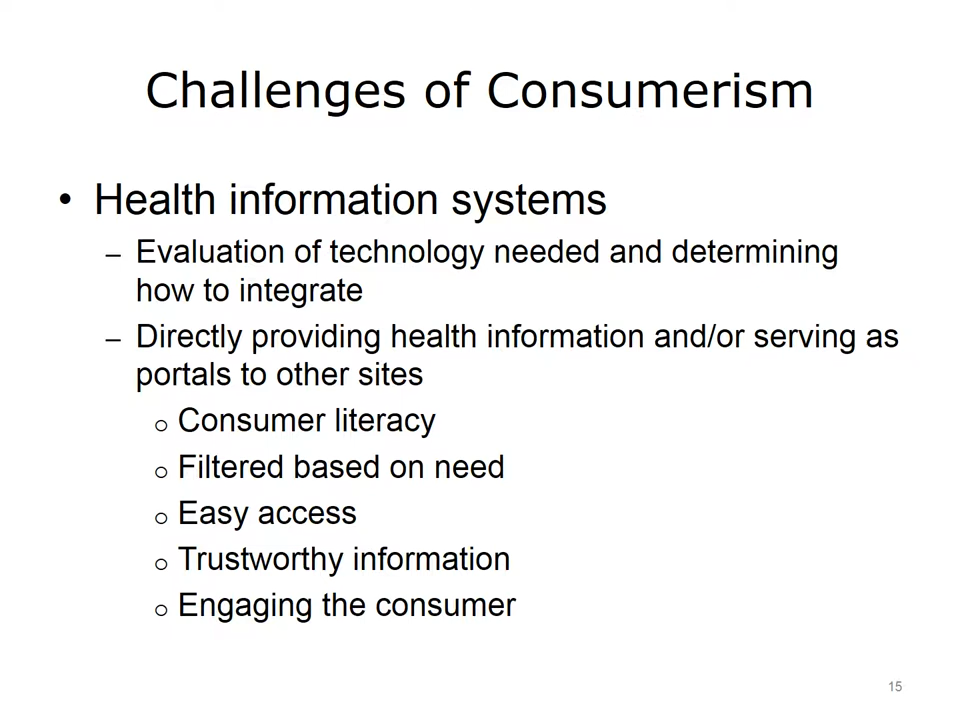 Challenges of Consumerism
• Health information systems
– Evaluation of technology needed and determining
how to integrate
– Directly providing health information and/or serving as
portals to other sites
o Consumer literacy
o Filtered based on need
o Easy access
o Trustworthy information
o Engaging the consumer
15